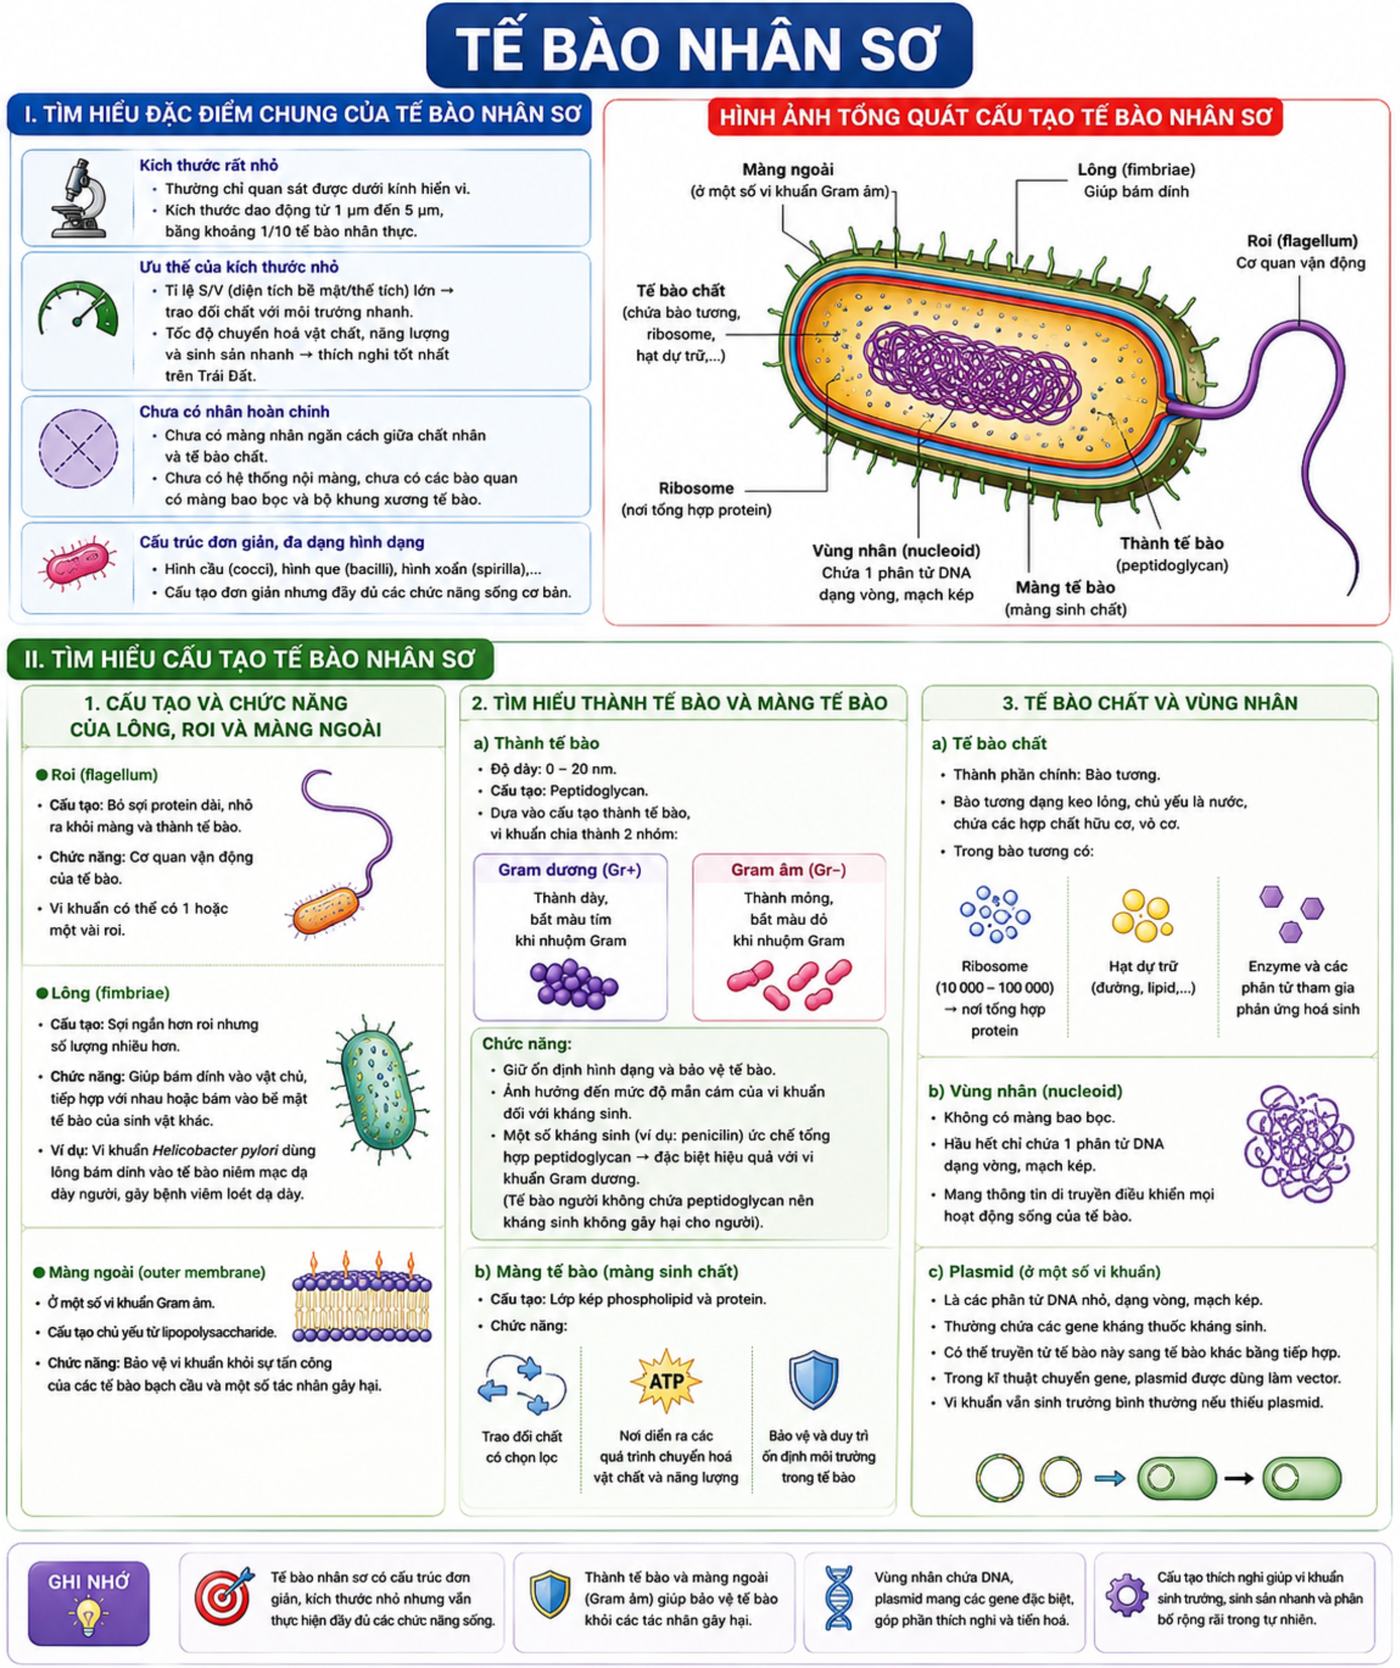 TẾ BÀO NHÂN SƠ
I. TÌM HIỂU ĐẶC ĐIỂM CHUNG CỦA TẾ BÀO NHÂN SƠ
Kích thước rất nhỏ
• Thường chỉ quan sát được dưới kính hiển vi.
• Kích thước dao động từ 1 µm đến 5 µm,
bằng khoảng 1/10 tế bào nhân thực.
Ưu thế của kích thước nhỏ
• Tỉ lệ S/V (diện tích bề mặt/thể tích) lớn →
trao đổi chất với môi trường nhanh.
• Tốc độ chuyển hoá vật chất, năng lượng
và sinh sản nhanh → thích nghi tốt nhất
trên Trái Đất.
Chưa có nhân hoàn chỉnh
• Chưa có màng nhân ngăn cách giữa chất nhân
và tế bào chất.
• Chưa có hệ thống nội màng, chưa có các bào quan
có màng bao bọc và bộ khung xương tế bào.
Cấu trúc đơn giản, đa dạng hình dạng
• Hình cầu (cocci), hình que (bacilli), hình xoắn (spirilla),...
• Cấu tạo đơn giản nhưng đầy đủ các chức năng sống cơ bản.
HÌNH ẢNH TỔNG QUÁT CẤU TẠO TẾ BÀO NHÂN SƠ
Màng ngoài
(ở một số vi khuẩn Gram âm)
Lông (fimbriae)
Giúp bám dính
Roi (flagellum)
Cơ quan vận động
Tế bào chất
(chứa bào tương,
ribosome,
hạt dự trữ,...)
Ribosome
(nơi tổng hợp protein)
Vùng nhân (nucleoid)
Chứa 1 phân tử DNA
dạng vòng, mạch kép
Màng tế bào
(màng sinh chất)
Thành tế bào
(peptidoglycan)
II. TÌM HIỂU CẤU TẠO TẾ BÀO NHÂN SƠ
1. CẤU TẠO VÀ CHỨC NĂNG
CỦA LÔNG, ROI VÀ MÀNG NGOÀI
● Roi (flagellum)
• Cấu tạo: Bó sợi protein dài, nhỏ
ra khỏi màng và thành tế bào.
• Chức năng: Cơ quan vận động
của tế bào.
• Vi khuẩn có thể có 1 hoặc
một vài roi.
● Lông (fimbriae)
• Cấu tạo: Sợi ngắn hơn roi nhưng
số lượng nhiều hơn.
• Chức năng: Giúp bám dính vào vật chủ,
tiếp hợp với nhau hoặc bám vào bề mặt
tế bào của sinh vật khác.
• Ví dụ: Vi khuẩn Helicobacter pylori dùng
lông bám dính vào tế bào niêm mạc dạ
dày người, gây bệnh viêm loét dạ dày.
● Màng ngoài (outer membrane)
• Ở một số vi khuẩn Gram âm.
• Cấu tạo chủ yếu từ lipopolysaccharide.
• Chức năng: Bảo vệ vi khuẩn khỏi sự tấn công
của các tế bào bạch cầu và một số tác nhân gây hại.
2. TÌM HIỂU THÀNH TẾ BÀO VÀ MÀNG TẾ BÀO
a) Thành tế bào
• Độ dày: 0 – 20 nm.
• Cấu tạo: Peptidoglycan.
• Dựa vào cấu tạo thành tế bào,
vi khuẩn chia thành 2 nhóm:
Gram dương (Gr+)
Thành dày,
bắt màu tím
khi nhuộm Gram
Gram âm (Gr–)
Thành mỏng,
bắt màu đỏ
khi nhuộm Gram
Chức năng:
• Giữ ổn định hình dạng và bảo vệ tế bào.
• Ảnh hưởng đến mức độ mẫn cảm của vi khuẩn
đối với kháng sinh.
• Một số kháng sinh (ví dụ: penicilin) ức chế tổng
hợp peptidoglycan → đặc biệt hiệu quả với vi
khuẩn Gram dương.
(Tế bào người không chứa peptidoglycan nên
kháng sinh không gây hại cho người).
b) Màng tế bào (màng sinh chất)
• Cấu tạo: Lớp kép phospholipid và protein.
• Chức năng:
Trao đổi chất
có chọn lọc
ATP
Nơi diễn ra các
quá trình chuyển hoá
vật chất và năng lượng
Bảo vệ và duy trì
ổn định môi trường
trong tế bào
3. TẾ BÀO CHẤT VÀ VÙNG NHÂN
a) Tế bào chất
• Thành phần chính: Bào tương.
• Bào tương dạng keo lỏng, chủ yếu là nước,
chứa các hợp chất hữu cơ, vô cơ.
• Trong bào tương có:
Ribosome
(10 000 – 100 000)
→ nơi tổng hợp
protein
Hạt dự trữ
(đường, lipid,...)
Enzyme và các
phân tử tham gia
phản ứng hoá sinh
b) Vùng nhân (nucleoid)
• Không có màng bao bọc.
• Hầu hết chỉ chứa 1 phân tử DNA
dạng vòng, mạch kép.
• Mang thông tin di truyền điều khiển mọi
hoạt động sống của tế bào.
c) Plasmid (ở một số vi khuẩn)
• Là các phân tử DNA nhỏ, dạng vòng, mạch kép.
• Thường chứa các gene kháng thuốc kháng sinh.
• Có thể truyền từ tế bào này sang tế bào khác bằng tiếp hợp.
• Trong kĩ thuật chuyển gene, plasmid được dùng làm vector.
• Vi khuẩn vẫn sinh trưởng bình thường nếu thiếu plasmid.
GHI NHỚ
Tế bào nhân sơ có cấu trúc đơn
giản, kích thước nhỏ nhưng vẫn
thực hiện đầy đủ các chức năng sống.
Thành tế bào và màng ngoài
(Gram âm) giúp bảo vệ tế bào
khỏi các tác nhân gây hại.
Vùng nhân chứa DNA,
plasmid mang các gene đặc biệt,
góp phần thích nghi và tiến hoá.
Cấu tạo thích nghi giúp vi khuẩn
sinh trưởng, sinh sản nhanh và phân
bố rộng rãi trong tự nhiên.